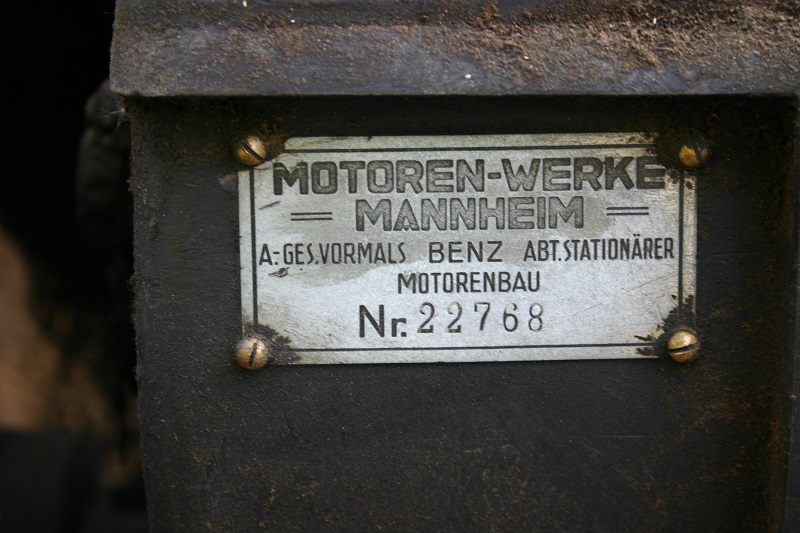 MOTOREN-WERKE
MANNHEIM
A.-GES.VORMALS BENZ ABT.STATIONÄRER
MOTORENBAU
Nr. 22768